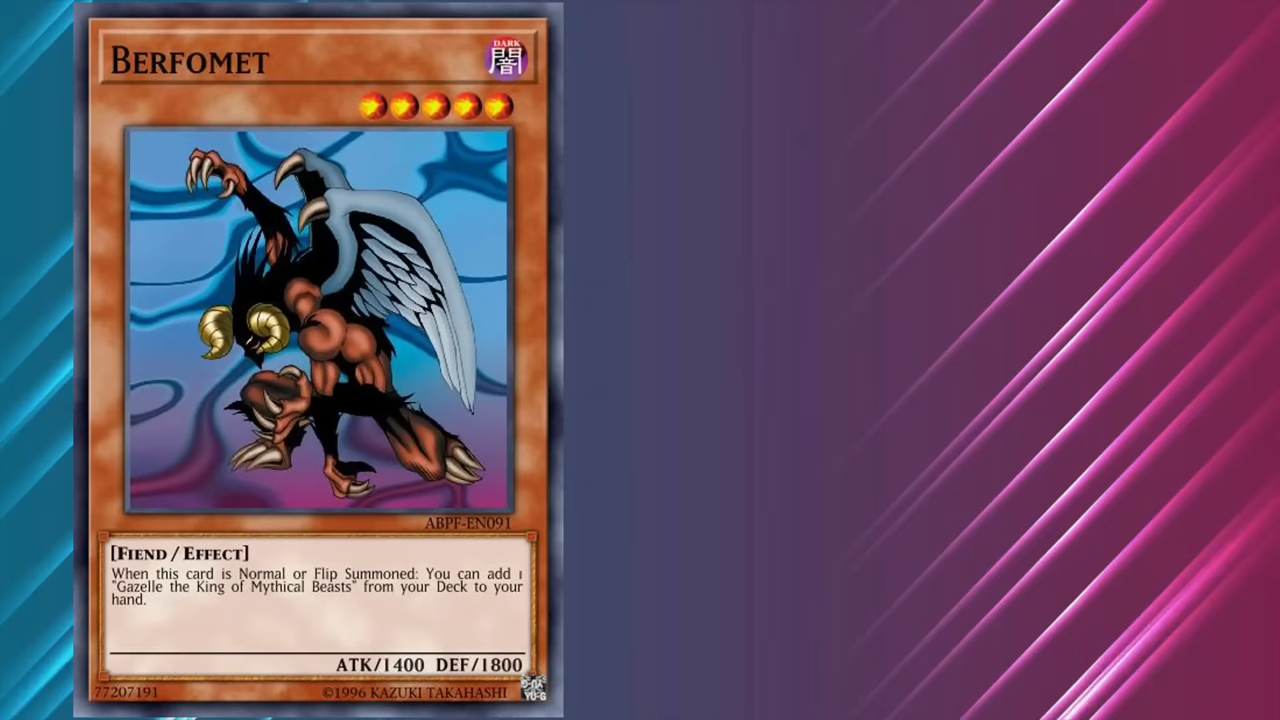 BERFOMET
DARK
闇
ABPF-EN091
[FIEND / EFFECT]
When this card is Normal or Flip Summoned: You can add 1
"Gazelle the King of Mythical Beasts" from your Deck to your
hand.
ATK/1400 DEF/1800
77207191
©1996 KAZUKI TAKAHASHI